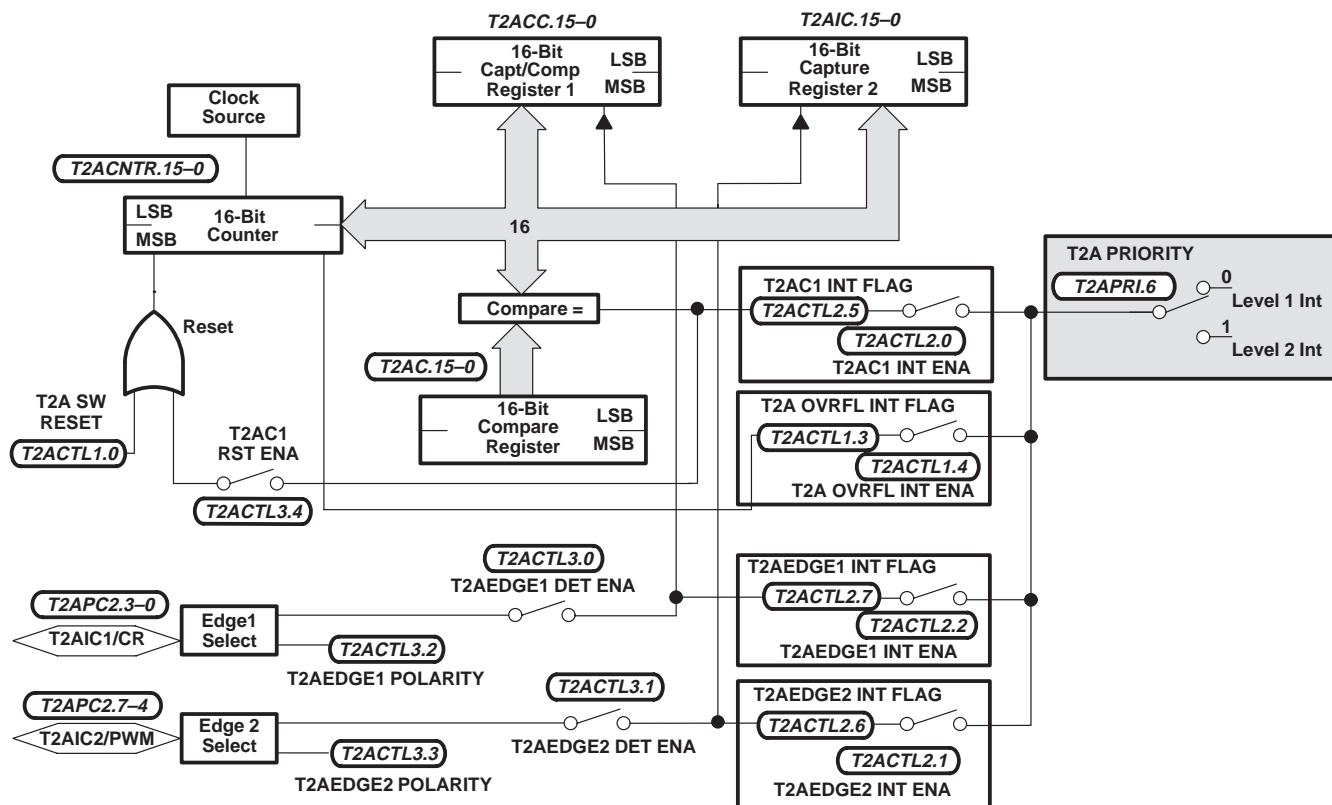 T2ACC.15–0
T2AIC.15–0
16-Bit
Capt/Comp
Register 1
LSB
MSB
16-Bit
Capture
Register 2
LSB
MSB
Clock
Source
T2ACNTR.15–0
LSB
MSB
16-Bit
Counter
16
Reset
Compare =
T2AC.15–0
16-Bit
Compare
Register
LSB
MSB
T2A SW
RESET
T2ACTL1.0
T2AC1
RST ENA
T2ACTL3.4
T2AC1 INT FLAG
T2ACTL2.5
T2ACTL2.0
T2AC1 INT ENA
T2A OVRFL INT FLAG
T2ACTL1.3
T2ACTL1.4
T2A OVRFL INT ENA
T2A PRIORITY
T2APRI.6
0
Level 1 Int
1
Level 2 Int
T2ACTL3.0
T2AEDGE1 DET ENA
T2APC2.3–0
T2AIC1/CR
Edge1
Select
T2ACTL3.2
T2AEDGE1 POLARITY
T2AEDGE1 INT FLAG
T2ACTL2.7
T2ACTL2.2
T2AEDGE1 INT ENA
T2ACTL3.1
T2AEDGE2 DET ENA
T2APC2.7–4
T2AIC2/PWM
Edge 2
Select
T2ACTL3.3
T2AEDGE2 POLARITY
T2AEDGE2 INT FLAG
T2ACTL2.6
T2ACTL2.1
T2AEDGE2 INT ENA